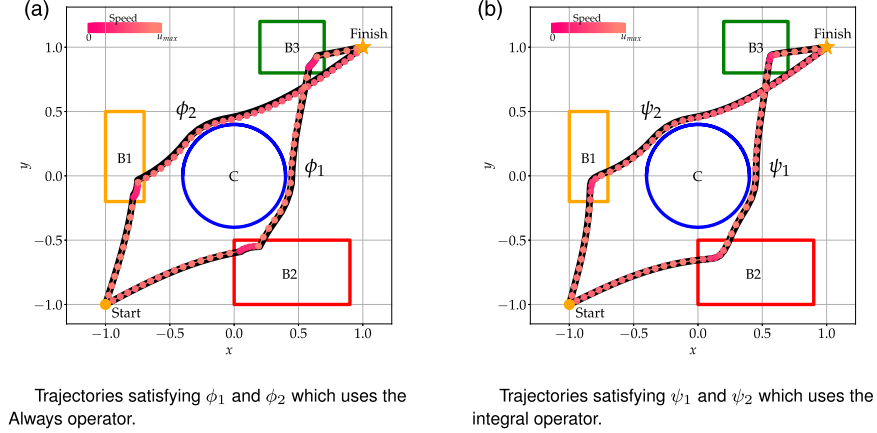 (a)
Speed
0 u_max
Finish
B3
ϕ2
B1
C
ϕ1
B2
Start
1.0
0.5
0.0
−0.5
−1.0
y
−1.0 −0.5 0.0 0.5 1.0
x
Trajectories satisfying ϕ1 and ϕ2 which uses the
Always operator.
(b)
Speed
0 u_max
Finish
B3
ψ2
B1
C
ψ1
B2
Start
1.0
0.5
0.0
−0.5
−1.0
y
−1.0 −0.5 0.0 0.5 1.0
x
Trajectories satisfying ψ1 and ψ2 which uses the
integral operator.